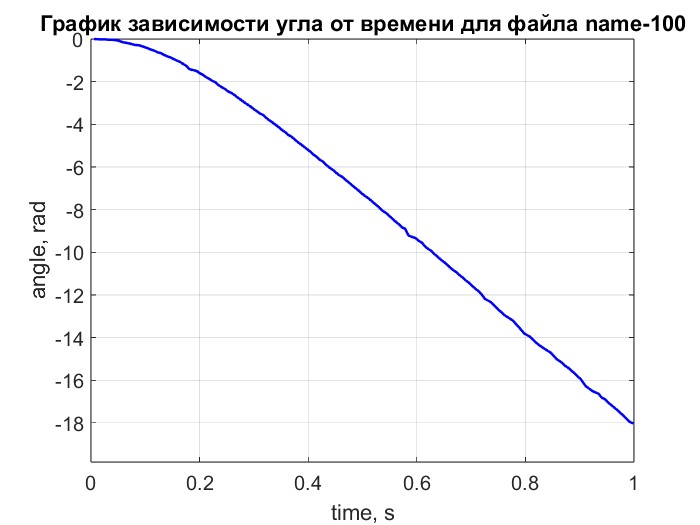 График зависимости угла от времени для файла name-100
0
-2
-4
-6
-8
-10
-12
-14
-16
-18
angle, rad
0 0.2 0.4 0.6 0.8 1
time, s